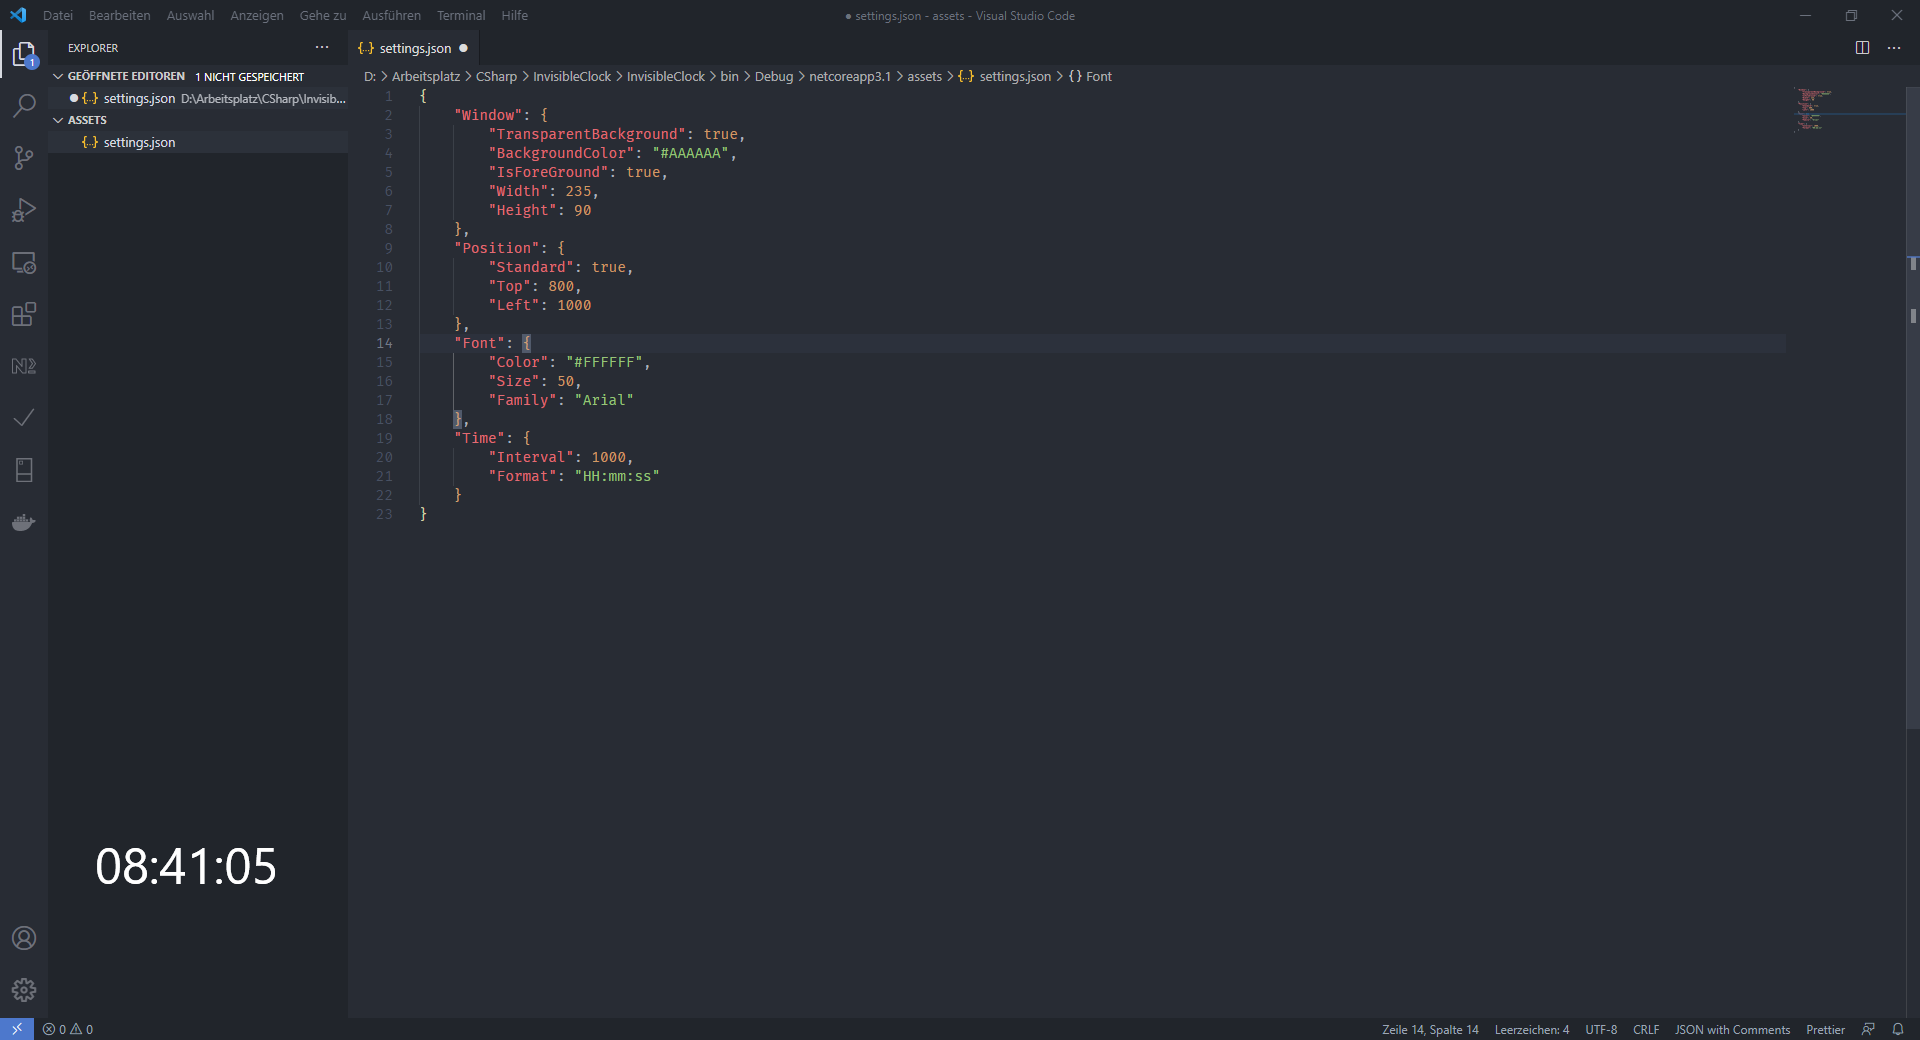 Datei Bearbeiten Auswahl Anzeigen Gehe zu Ausführen Terminal Hilfe
● settings.json - assets - Visual Studio Code
EXPLORER
settings.json ●
1
GEÖFFNETE EDITOREN 1 NICHT GESPEICHERT
● {..} settings.json D:\Arbeitsplatz\CSharp\Invisib...
ASSETS
{..} settings.json
D: > Arbeitsplatz > CSharp > InvisibleClock > InvisibleClock > bin > Debug > netcoreapp3.1 > assets > {..} settings.json > {} Font
1 {
2 "Window": {
3 "TransparentBackground": true,
4 "BackgroundColor": "#AAAAAA",
5 "IsForeGround": true,
6 "Width": 235,
7 "Height": 90
8 },
9 "Position": {
10 "Standard": true,
11 "Top": 800,
12 "Left": 1000
13 },
14 "Font": {
15 "Color": "#FFFFFF",
16 "Size": 50,
17 "Family": "Arial"
18 },
19 "Time": {
20 "Interval": 1000,
21 "Format": "HH:mm:ss"
22 }
23 }
08:41:05
0 0
Zeile 14, Spalte 14 Leerzeichen: 4 UTF-8 CRLF JSON with Comments Prettier